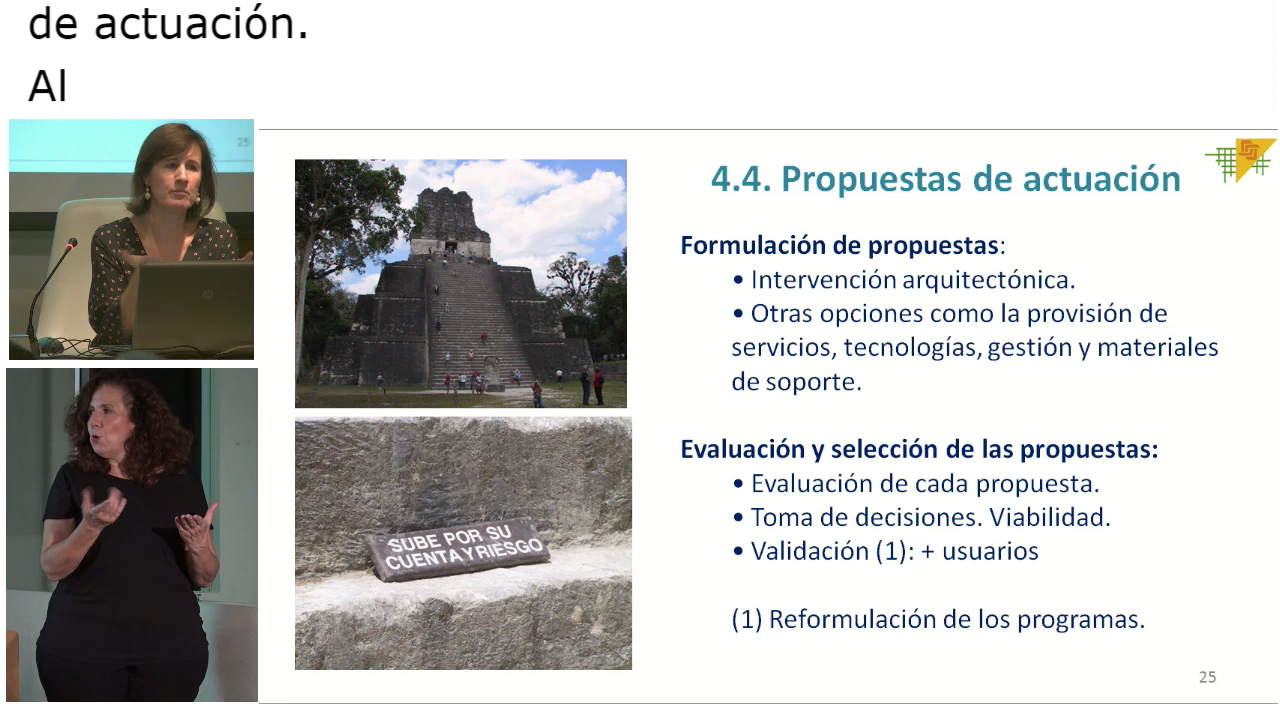 de actuación.
Al
25
4.4. Propuestas de actuación
Formulación de propuestas:
• Intervención arquitectónica.
• Otras opciones como la provisión de
servicios, tecnologías, gestión y materiales
de soporte.
SUBE POR SU
CUENTA Y RIESGO
Evaluación y selección de las propuestas:
• Evaluación de cada propuesta.
• Toma de decisiones. Viabilidad.
• Validación (1): + usuarios
(1) Reformulación de los programas.
25